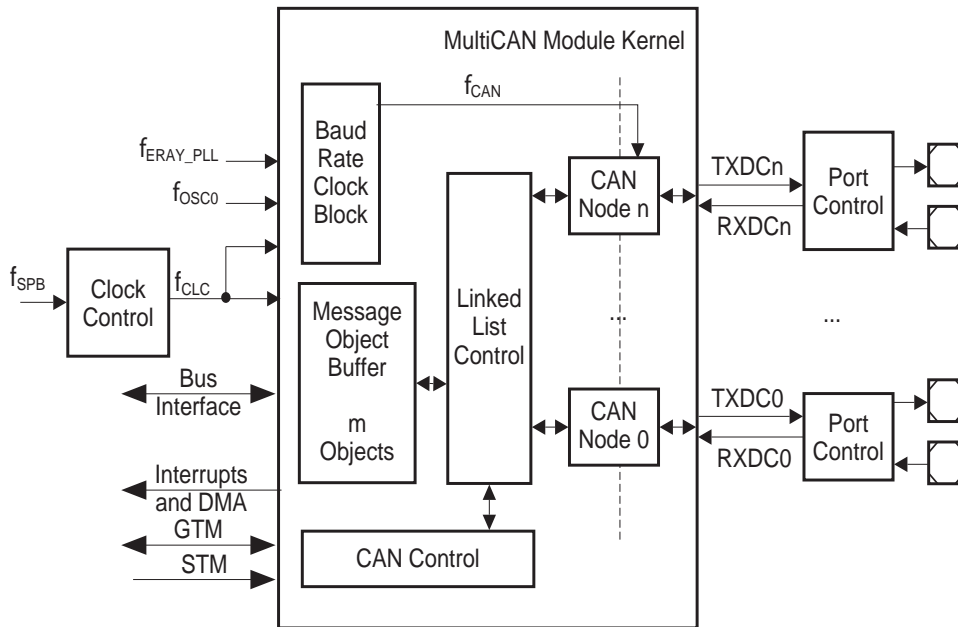 MultiCAN Module Kernel
fCAN
Baud
Rate
Clock
Block
fERAY_PLL
fOSC0
fSPB
Clock
Control
fCLC
Message
Object
Buffer
m
Objects
Linked
List
Control
CAN
Node n
...
CAN
Node 0
CAN Control
Bus
Interface
Interrupts
and DMA
GTM
STM
TXDCn
RXDCn
Port
Control
...
TXDC0
RXDC0
Port
Control